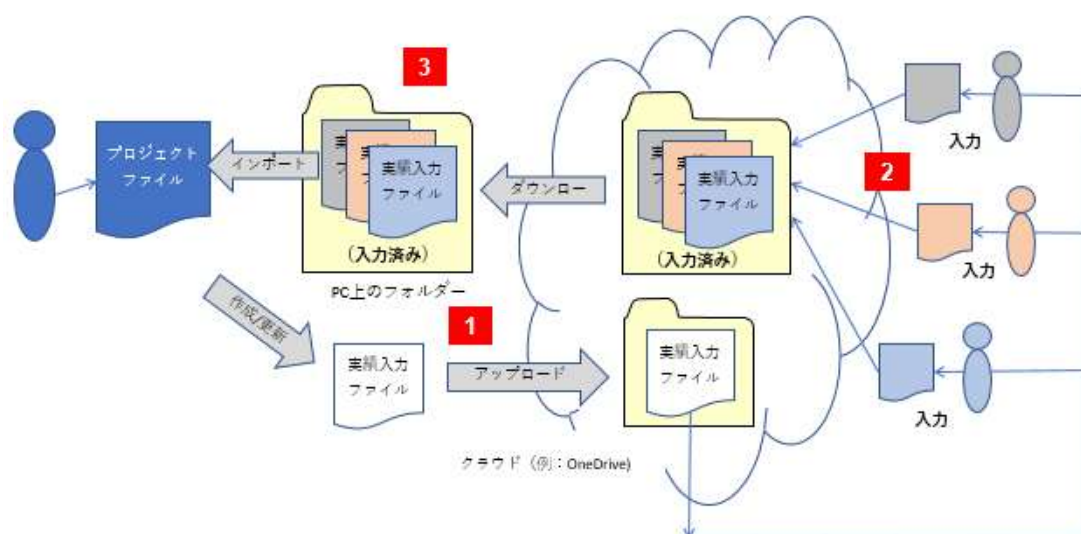 3
プロジェクト
ファイル
インポート
実績入力
ファイル
(入力済み)
PC上のフォルダー
ダウンロー
実績入力
ファイル
(入力済み)
2
入力
入力
入力
作成/更新
実績入力
ファイル
1
アップロード
実績入力
ファイル
クラウド（例：OneDrive)